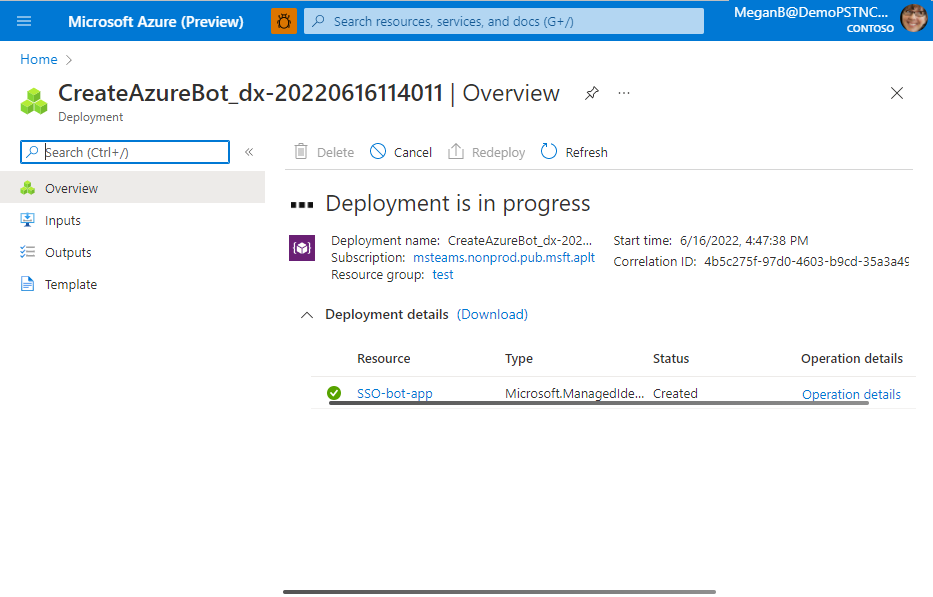 Microsoft Azure (Preview)
Search resources, services, and docs (G+/)
MeganB@DemoPSTNC...
CONTOSO
Home
CreateAzureBot_dx-20220616114011 | Overview
...
Deployment
Search (Ctrl+/)
«
Delete
Cancel
Redeploy
Refresh
Overview
Inputs
Outputs
Template
Deployment is in progress
Deployment name: CreateAzureBot_dx-202...
Subscription: msteams.nonprod.pub.msft.aplt
Resource group: test
Start time: 6/16/2022, 4:47:38 PM
Correlation ID: 4b5c275f-97d0-4603-b9cd-35a3a49
Deployment details (Download)
Resource Type Status Operation details
SSO-bot-app Microsoft.ManagedIde... Created Operation details